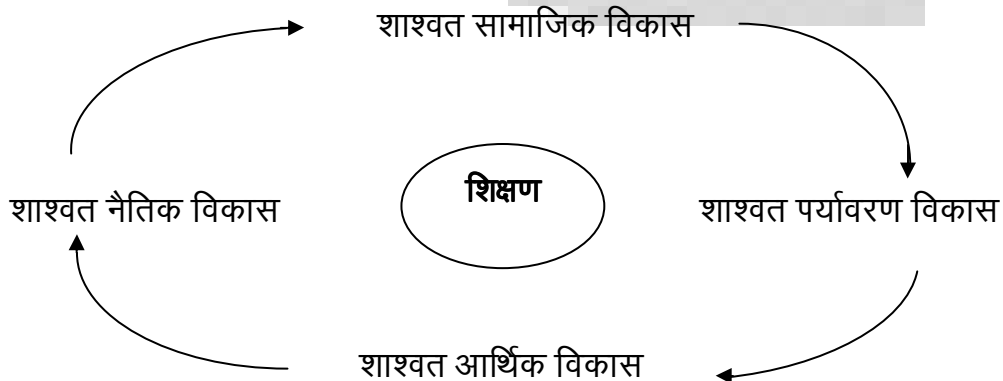 शाश्वत सामाजिक विकास
शिक्षण
शाश्वत नैतिक विकास
शाश्वत पर्यावरण विकास
शाश्वत आर्थिक विकास